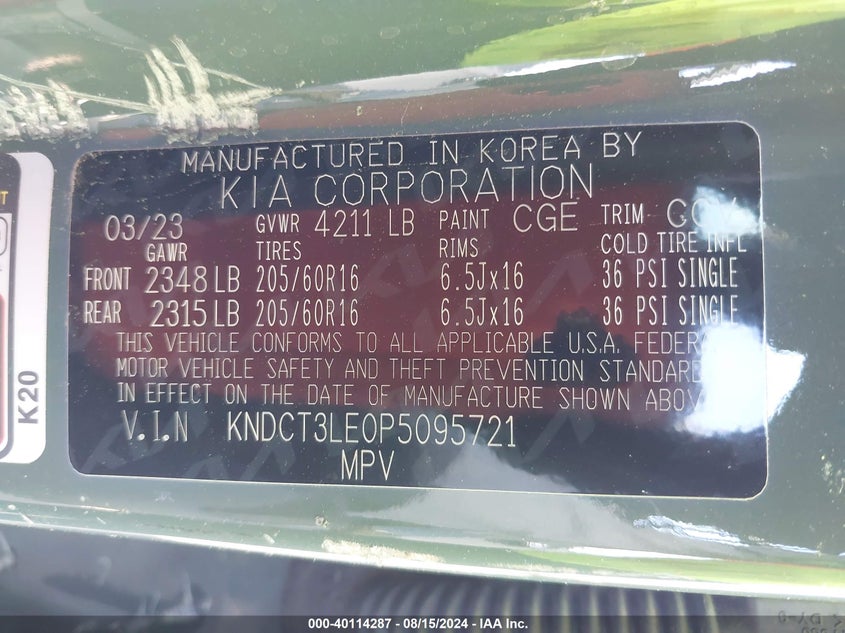 MANUFACTURED IN KOREA BY
KIA CORPORATION
03/23 GVWR 4211 LB PAINT CGE TRIM
GAWR TIRES RIMS COLD TIRE INFL
FRONT 2348 LB 205/60R16 6.5Jx16 36 PSI SINGLE
REAR 2315 LB 205/60R16 6.5Jx16 36 PSI SINGLE
THIS VEHICLE CONFORMS TO ALL APPLICABLE U.S.A. FEDERA
MOTOR VEHICLE SAFETY AND THEFT PREVENTION STANDARD
IN EFFECT ON THE DATE OF MANUFACTURE SHOWN ABOV
V.I.N KNDCT3LE0P5095721
MPV
K20
000-40114287 - 08/15/2024 - IAA Inc.